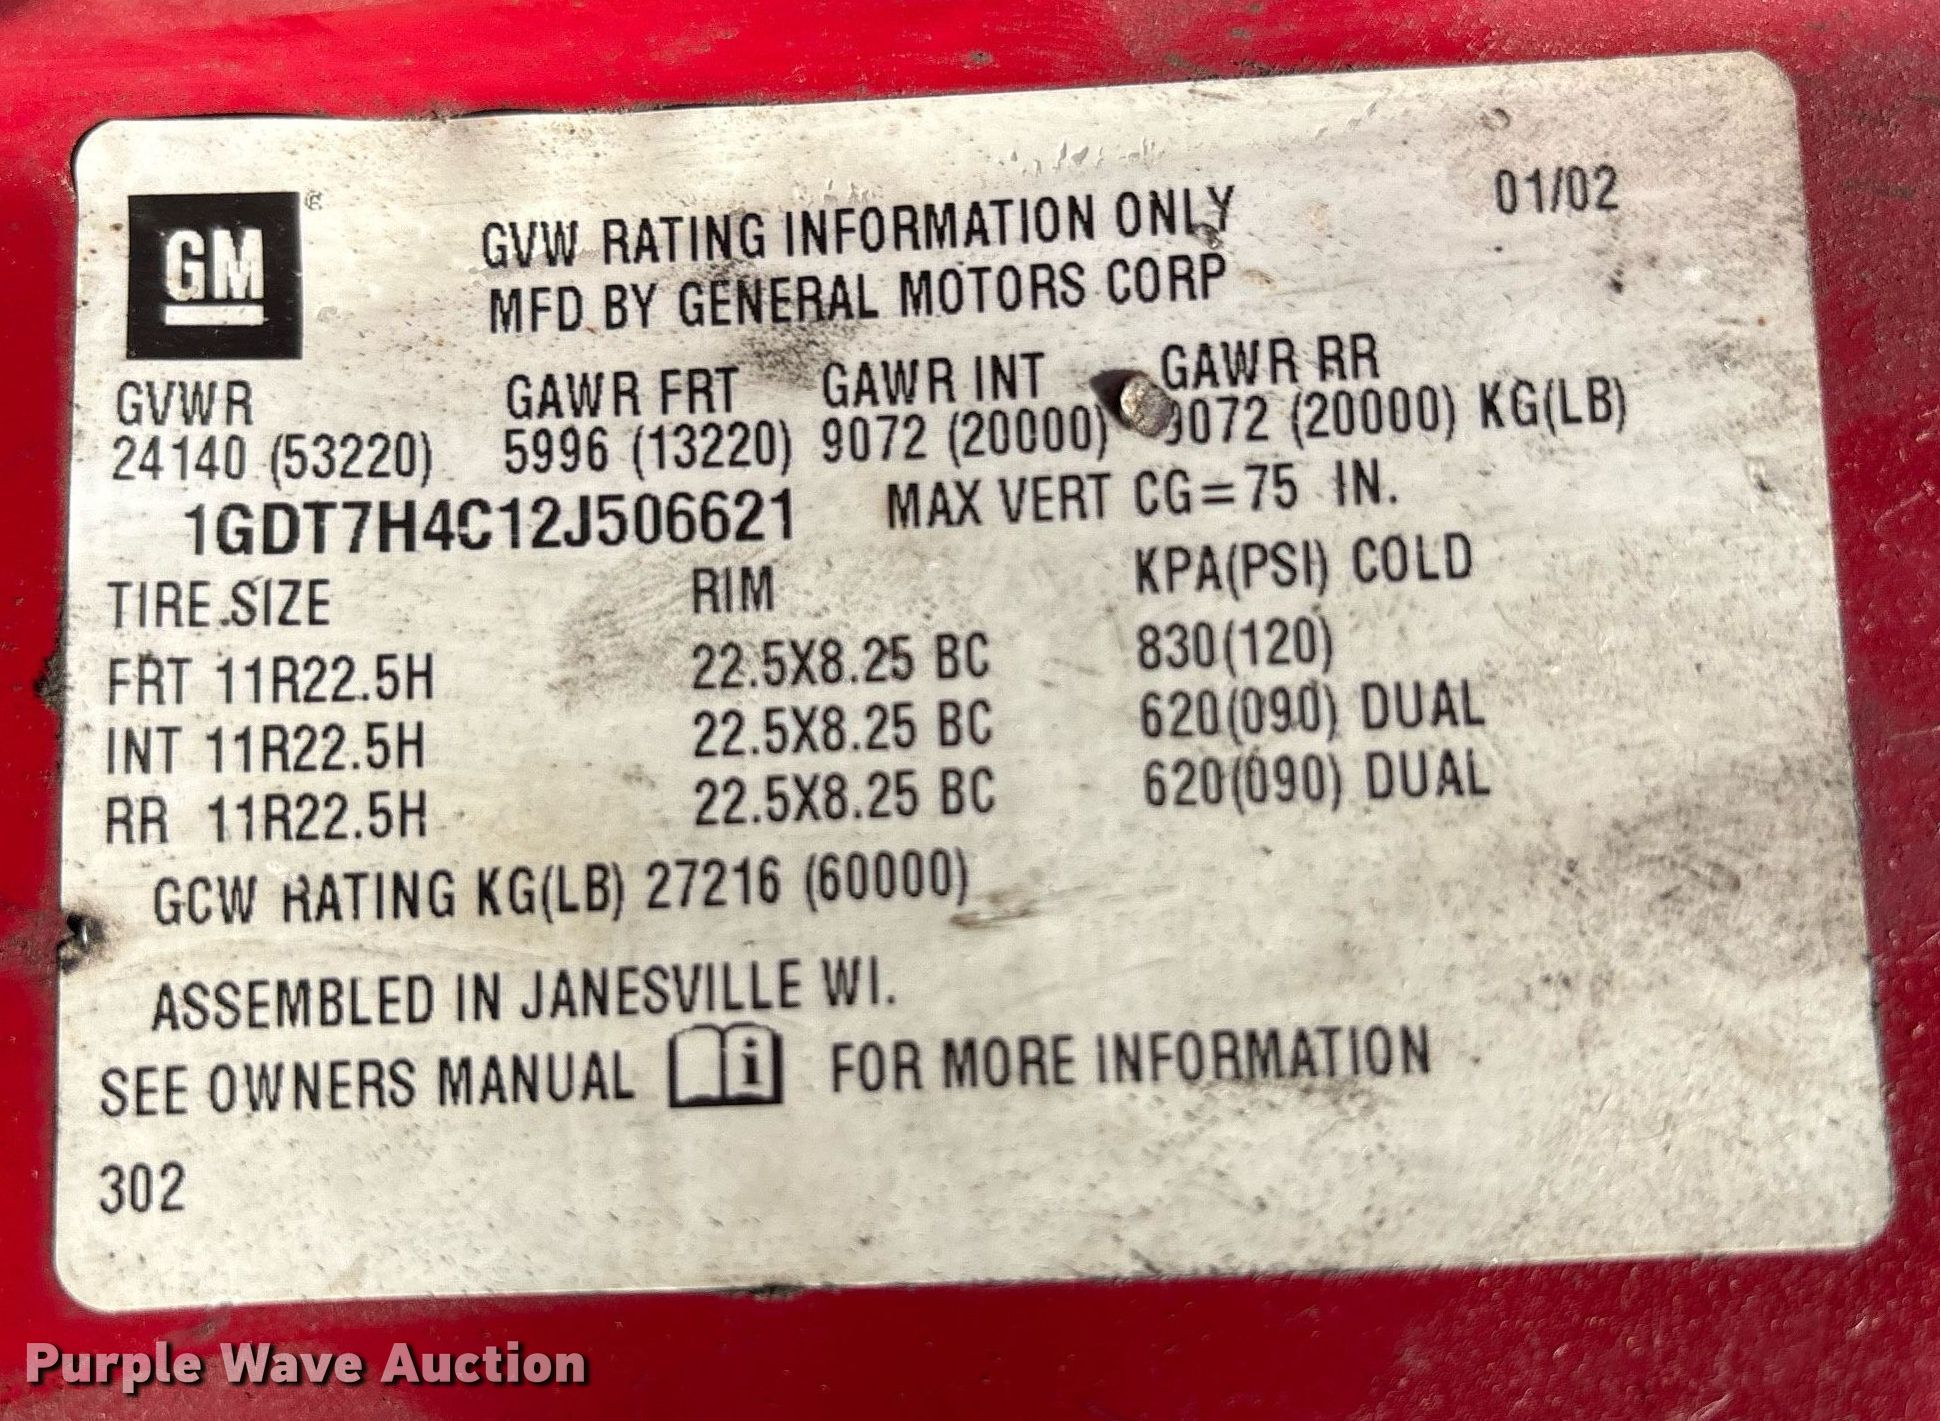 GM
GVW RATING INFORMATION ONLY 01/02
MFD BY GENERAL MOTORS CORP
GVWR GAWR FRT GAWR INT GAWR RR
24140 (53220) 5996 (13220) 9072 (20000) 9072 (20000) KG(LB)
1GDT7H4C12J506621 MAX VERT CG=75 IN.
TIRE SIZE RIM KPA(PSI) COLD
FRT 11R22.5H 22.5X8.25 BC 830(120)
INT 11R22.5H 22.5X8.25 BC 620(090) DUAL
RR 11R22.5H 22.5X8.25 BC 620(090) DUAL
GCW RATING KG(LB) 27216 (60000)
ASSEMBLED IN JANESVILLE WI.
SEE OWNERS MANUAL i FOR MORE INFORMATION
302
Purple Wave Auction